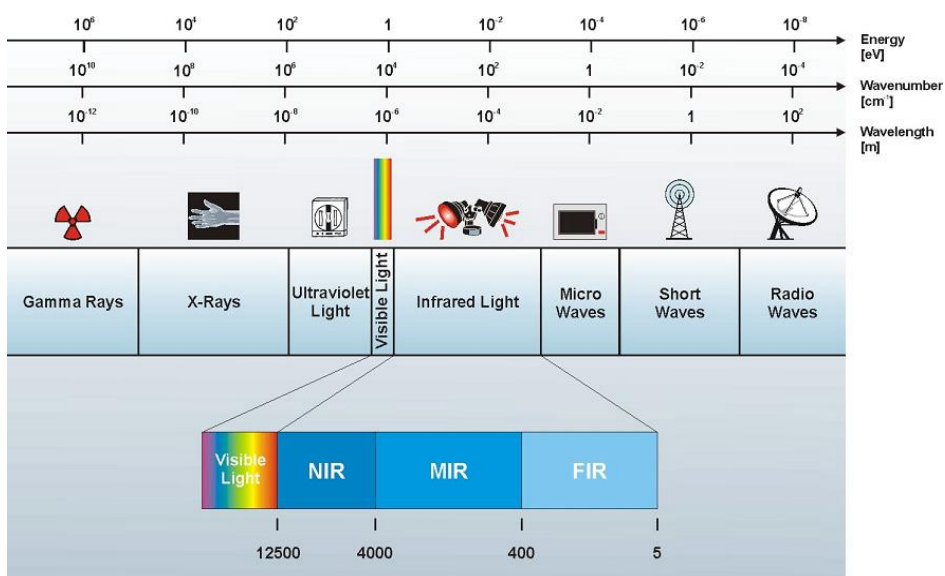 10⁶ 10⁴ 10² 1 10⁻² 10⁻⁴ 10⁻⁶ 10⁻⁸
Energy
[eV]
10¹⁰ 10⁸ 10⁶ 10⁴ 10² 1 10⁻² 10⁻⁴
Wavenumber
[cm⁻¹]
10⁻¹² 10⁻¹⁰ 10⁻⁸ 10⁻⁶ 10⁻⁴ 10⁻² 1 10²
Wavelength
[m]
Gamma Rays
X-Rays
Ultraviolet
Light
Visible Light
Infrared Light
Micro
Waves
Short
Waves
Radio
Waves
Visible
Light
NIR
MIR
FIR
12500 4000 400 5